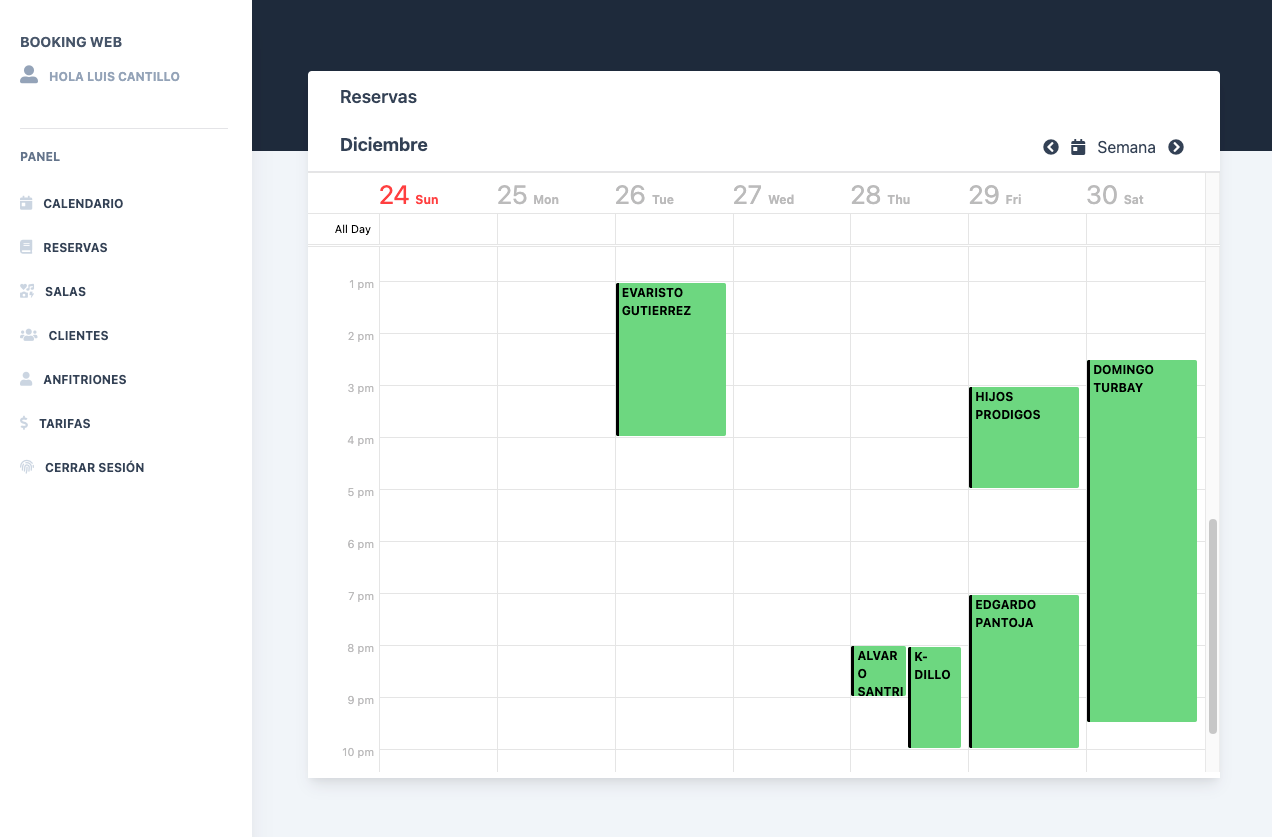 BOOKING WEB
HOLA LUIS CANTILLO
PANEL
CALENDARIO
RESERVAS
SALAS
CLIENTES
ANFITRIONES
TARIFAS
CERRAR SESIÓN
Reservas
Diciembre
Semana
24 Sun 25 Mon 26 Tue 27 Wed 28 Thu 29 Fri 30 Sat
All Day
1 pm
EVARISTO
GUTIERREZ
2 pm
DOMINGO
TURBAY
3 pm
HIJOS
PRODIGOS
4 pm
5 pm
6 pm
7 pm
EDGARDO
PANTOJA
8 pm
ALVAR
O
SANTRI
K-
DILLO
9 pm
10 pm